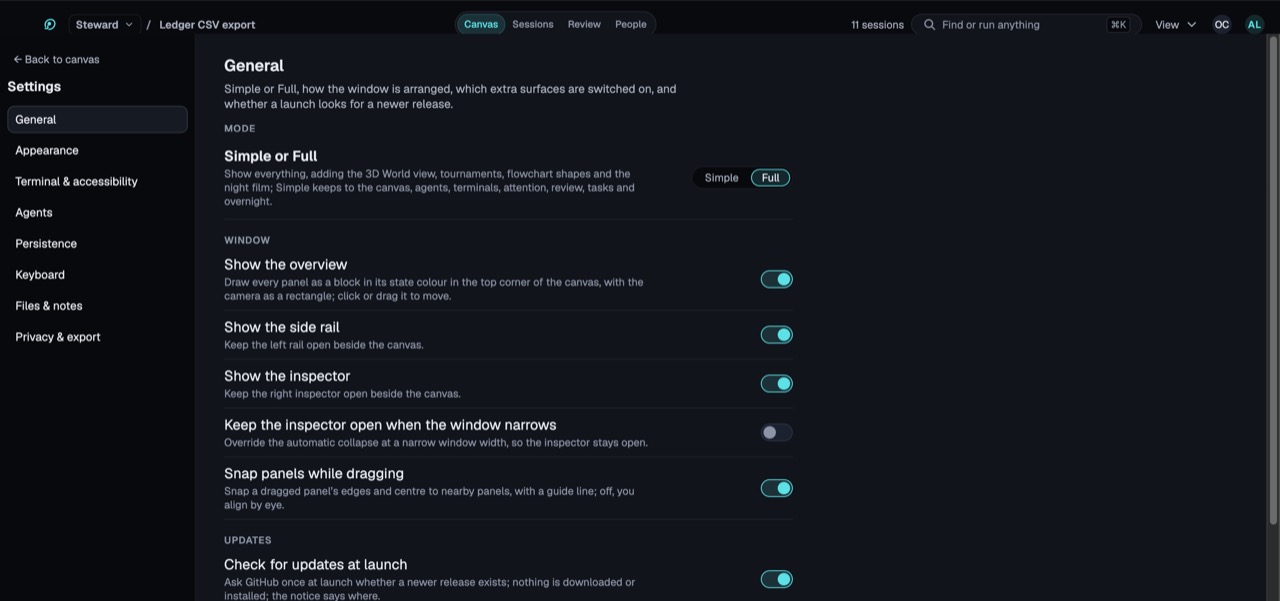 Steward / Ledger CSV export
Canvas Sessions Review People
11 sessions
Find or run anything ⌘K
View
OC
AL
← Back to canvas
Settings
General
Appearance
Terminal & accessibility
Agents
Persistence
Keyboard
Files & notes
Privacy & export
General
Simple or Full, how the window is arranged, which extra surfaces are switched on, and
whether a launch looks for a newer release.
MODE
Simple or Full
Show everything, adding the 3D World view, tournaments, flowchart shapes and the
night film; Simple keeps to the canvas, agents, terminals, attention, review, tasks and
overnight.
Simple Full
WINDOW
Show the overview
Draw every panel as a block in its state colour in the top corner of the canvas, with the
camera as a rectangle; click or drag it to move.
Show the side rail
Keep the left rail open beside the canvas.
Show the inspector
Keep the right inspector open beside the canvas.
Keep the inspector open when the window narrows
Override the automatic collapse at a narrow window width, so the inspector stays open.
Snap panels while dragging
Snap a dragged panel's edges and centre to nearby panels, with a guide line; off, you
align by eye.
UPDATES
Check for updates at launch
Ask GitHub once at launch whether a newer release exists; nothing is downloaded or
installed; the notice says where.